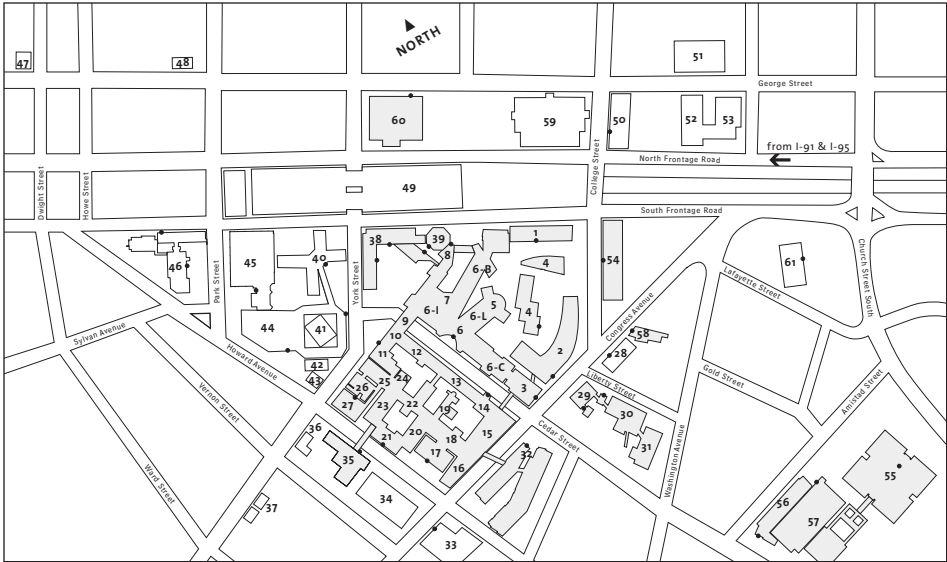 NORTH
47
48
51
George Street
60
59
50
52
53
from I-91 & I-95
North Frontage Road
College Street
Dwight Street
Howe Street
49
South Frontage Road
38
39
1
46
45
40
8
6-B
4
54
61
Park Street
York Street
Church Street South
Lafayette Street
7
6-I
5
6-L
4
Congress Avenue
44
41
9
6
58
Sylvan Avenue
10
2
28
Howard Avenue
11
12
42
6-C
Gold Street
43
25
24
13
3
Liberty Street
26
29
Amistad Street
Vernon Street
27
23
22
19
14
30
36
20
15
Cedar Street
21
18
31
Washington Avenue
35
17
32
16
Ward Street
55
34
56
37
57
33